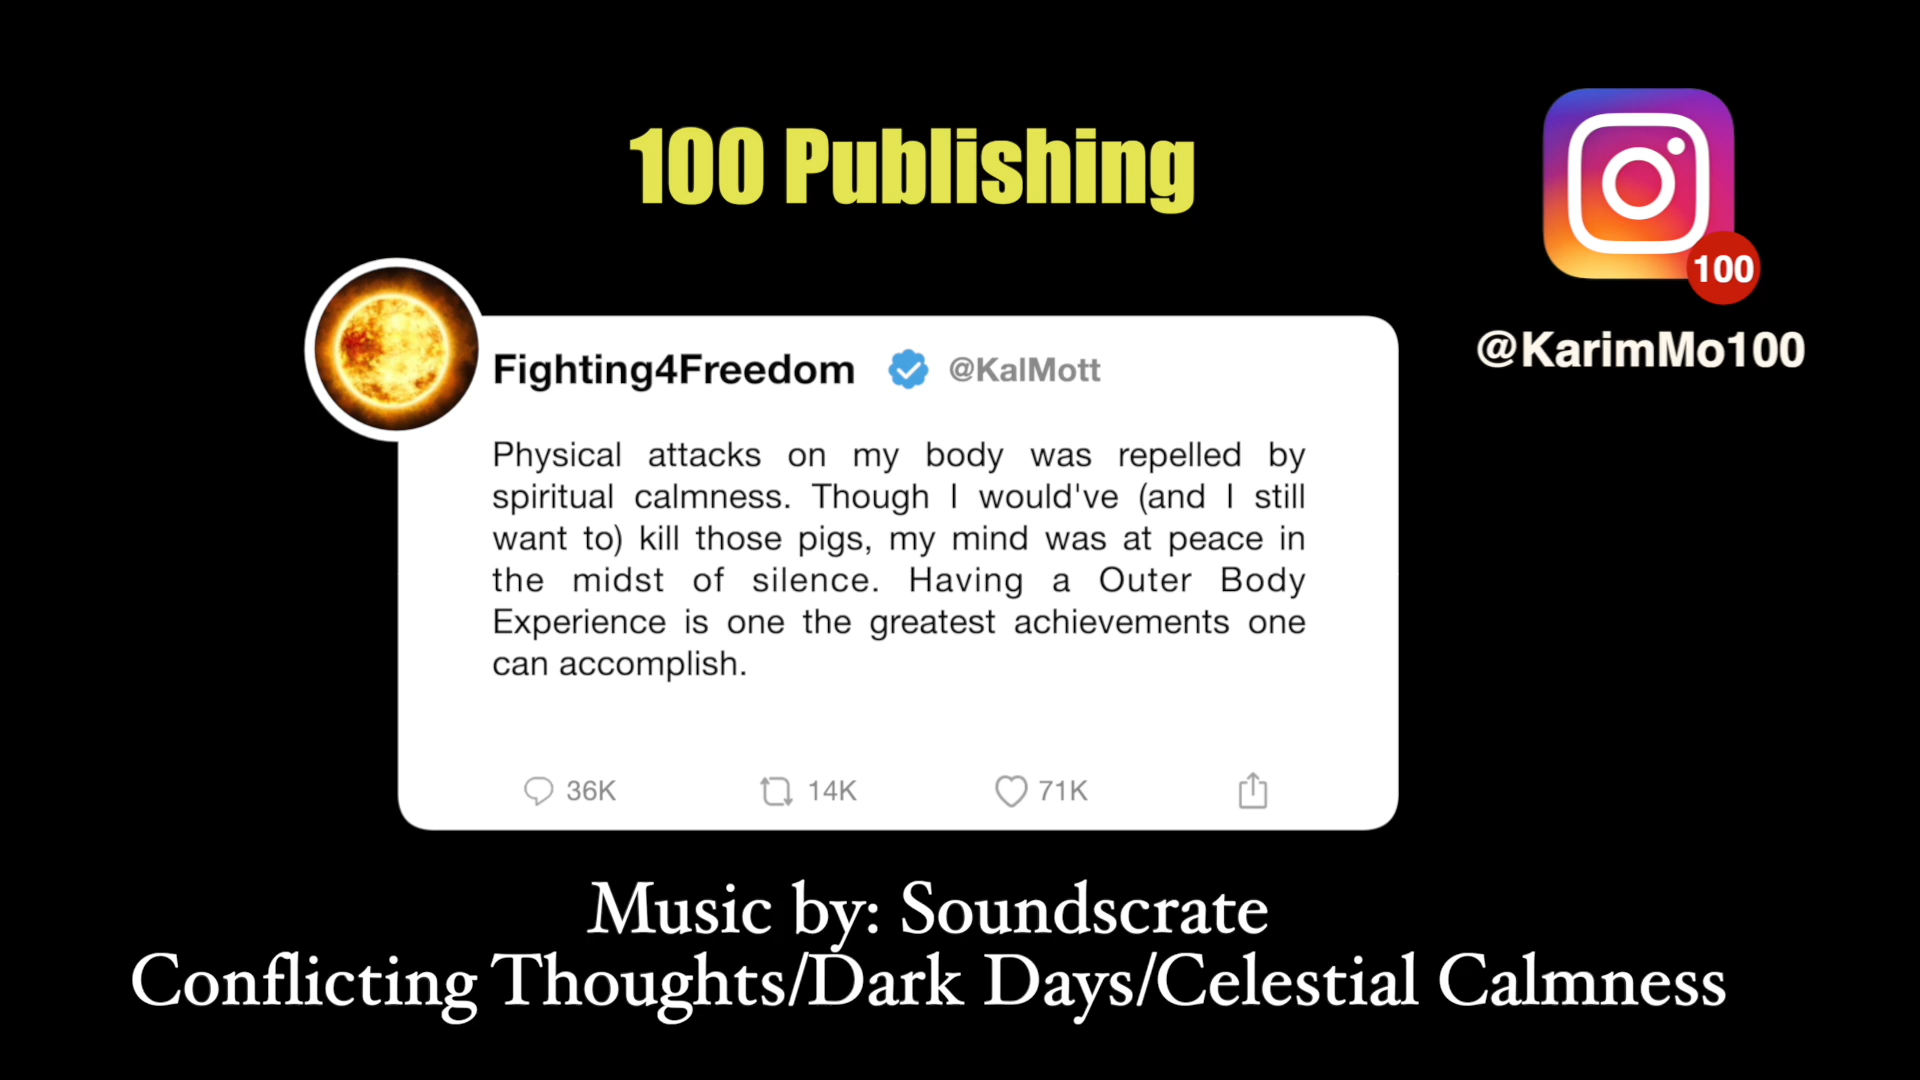 100 Publishing
100
@KarimMo100
Fighting4Freedom @KalMott
Physical attacks on my body was repelled by
spiritual calmness. Though I would've (and I still
want to) kill those pigs, my mind was at peace in
the midst of silence. Having a Outer Body
Experience is one the greatest achievements one
can accomplish.
36K 14K 71K
Music by: Soundscrate
Conflicting Thoughts/Dark Days/Celestial Calmness